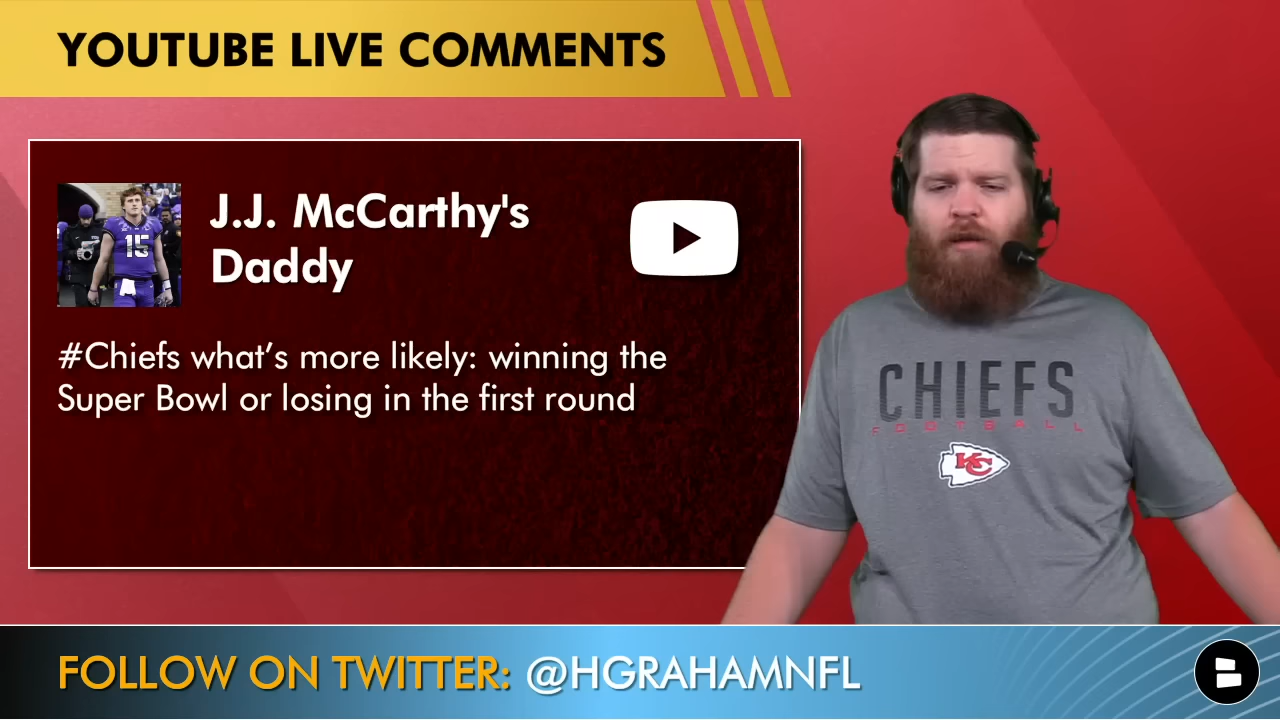 YOUTUBE LIVE COMMENTS
J.J. McCarthy's
Daddy
15
#Chiefs what’s more likely: winning the
Super Bowl or losing in the first round
CHIEFS
FOOTBALL
KC
FOLLOW ON TWITTER: @HGRAHAMNFL